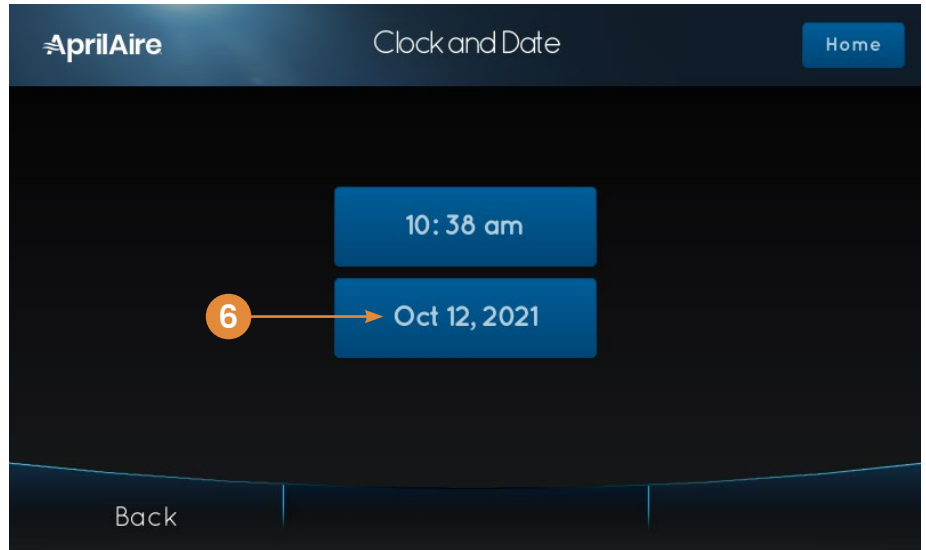 AprilAire
Clock and Date
Home
10:38 am
6
Oct 12, 2021
Back